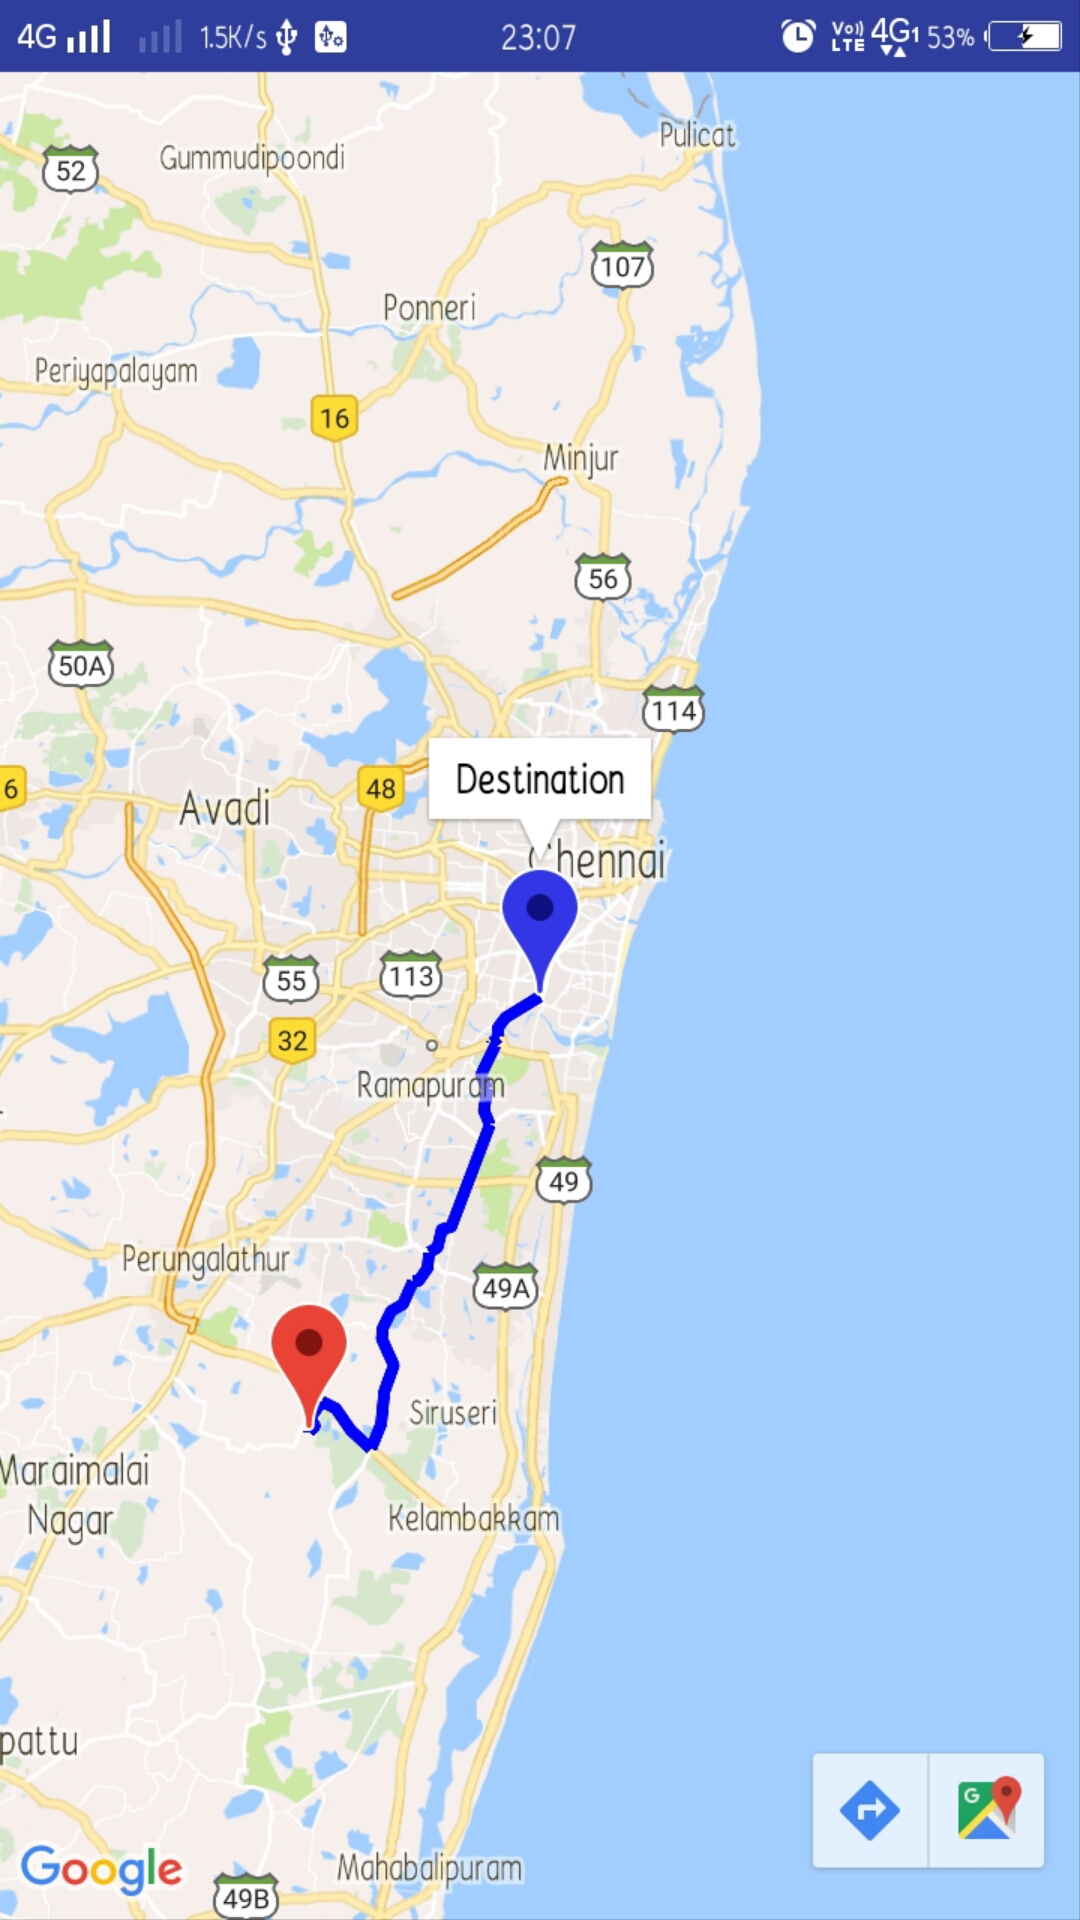 4G 1.5K/s 23:07 Vo)) LTE 4G1 53%
Pulicat
Gummudipoondi
52
107
Ponneri
Periyapalayam
16
Minjur
56
50A
114
Destination
6
48
Avadi
Chennai
55
113
32
Ramapuram
49
Perungalathur
49A
Siruseri
Maraimalai
Nagar
Kelambakkam
pattu
G
Google
Mahabalipuram
49B